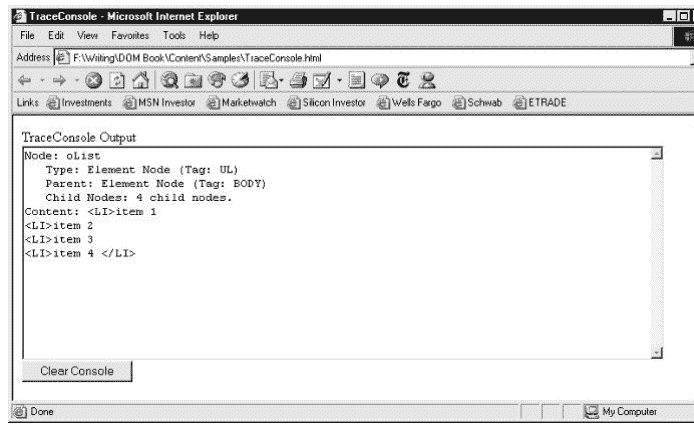 TraceConsole - Microsoft Internet Explorer
File Edit View Favorites Tools Help
Address F:\Writing\DOM Book\Content\Samples\TraceConsole.html
Links Investments MSN Investor Marketwatch Silicon Investor Wells Fargo Schwab ETRADE
TraceConsole Output
Node: oList
Type: Element Node (Tag: UL)
Parent: Element Node (Tag: BODY)
Child Nodes: 4 child nodes.
Content: <LI>item 1
<LI>item 2
<LI>item 3
<LI>item 4 </LI>
Clear Console
Done My Computer